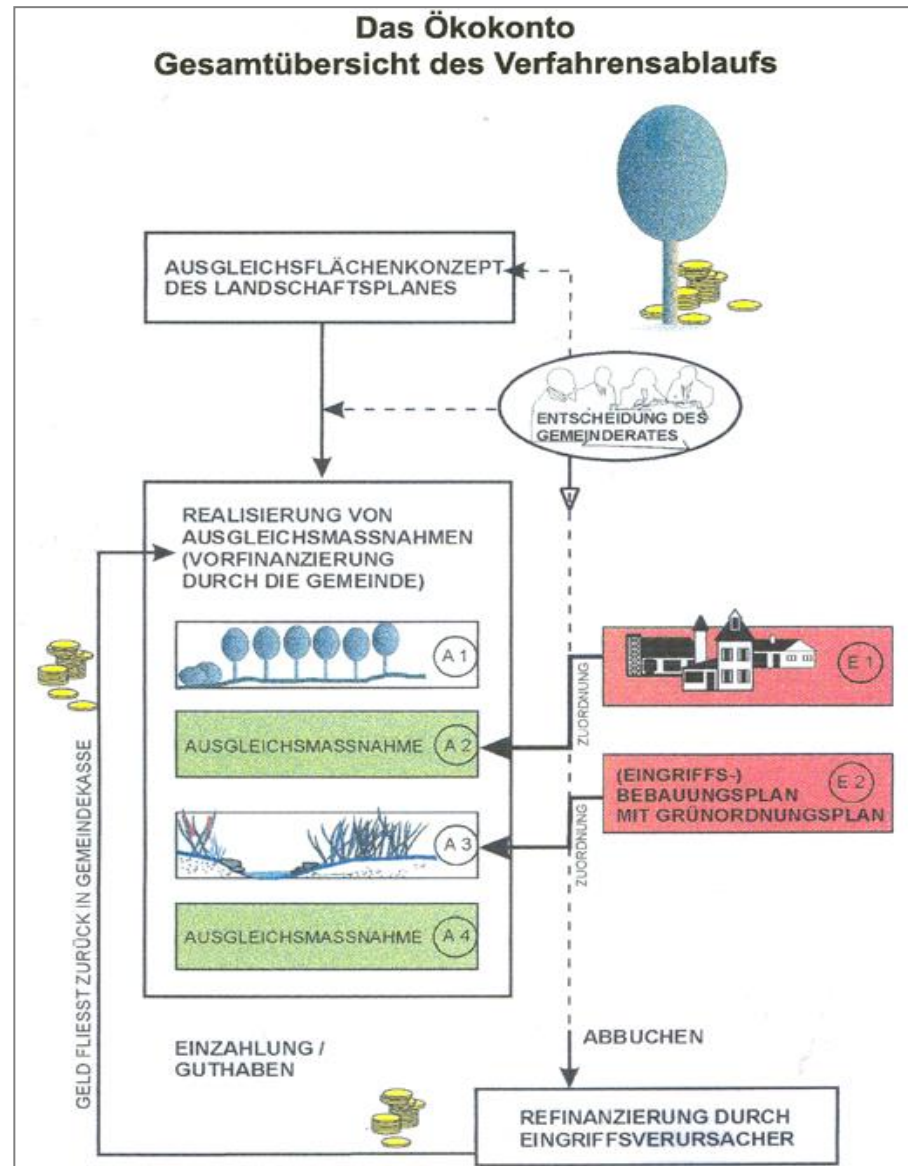 Das Ökokonto
Gesamtübersicht des Verfahrensablaufs
AUSGLEICHSFLÄCHENKONZEPT
DES LANDSCHAFTSPLANES
ENTSCHEIDUNG DES
GEMEINDERATES
REALISIERUNG VON
AUSGLEICHSMASSNAHMEN
(VORFINANZIERUNG
DURCH DIE GEMEINDE)
A 1
E 1
ZUORDNUNG
AUSGLEICHSMASSNAHME A 2
(EINGRIFFS-)
BEBAUUNGSPLAN
MIT GRÜNORDNUNGSPLAN
E 2
ZUORDNUNG
A 3
AUSGLEICHSMASSNAHME A 4
GELD FLIESST ZURÜCK IN GEMEINDEKASSE
EINZAHLUNG /
GUTHABEN
ABBUCHEN
REFINANZIERUNG DURCH
EINGRIFFSVERURSACHER